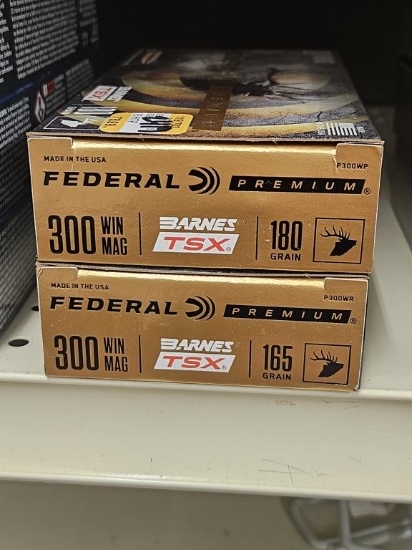 TSX
MADE IN THE USA
P300WP
FEDERAL PREMIUM®
300 WIN MAG
BARNES TSX®
180 GRAIN
MADE IN THE USA
P300WR
FEDERAL PREMIUM®
300 WIN MAG
BARNES TSX®
165 GRAIN